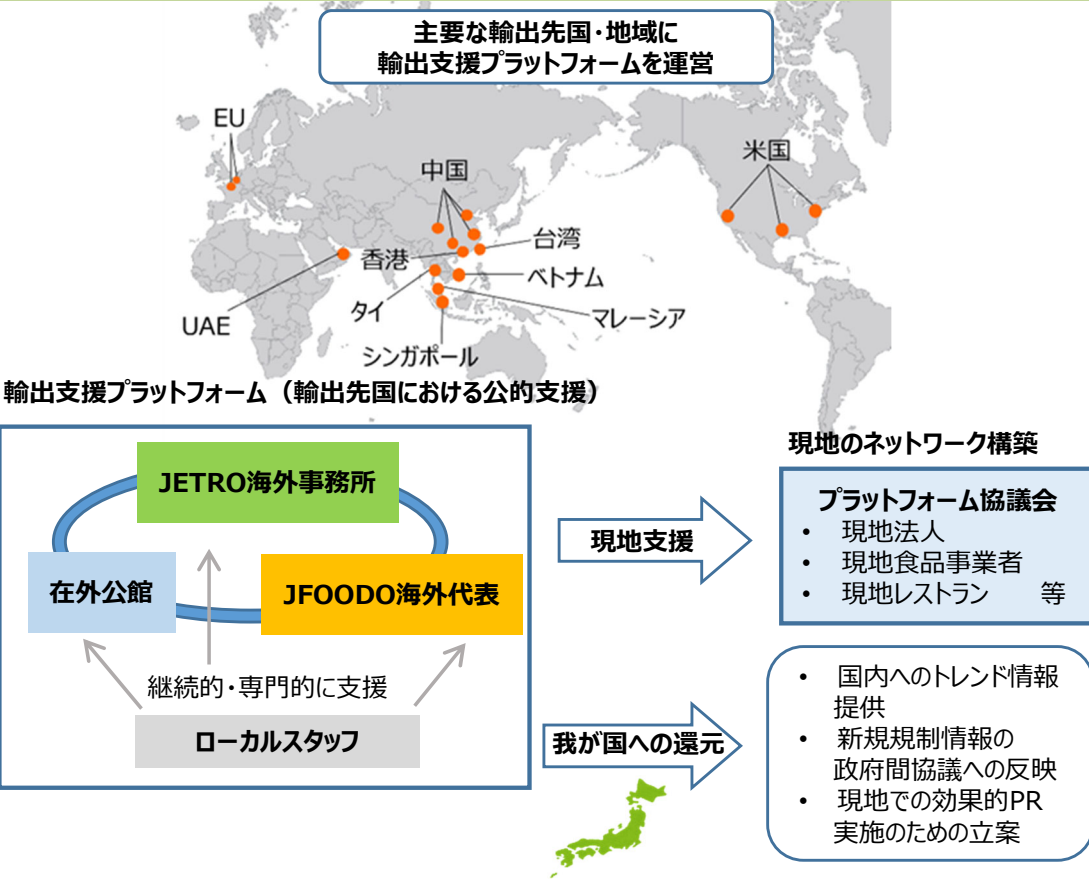 主要な輸出先国・地域に
輸出支援プラットフォームを運営
EU
中国
米国
台湾
香港
ベトナム
タイ
マレーシア
UAE
シンガポール
輸出支援プラットフォーム（輸出先国における公的支援）
JETRO海外事務所
在外公館
JFOODO海外代表
継続的・専門的に支援
ローカルスタッフ
現地支援
我が国への還元
現地のネットワーク構築
プラットフォーム協議会
• 現地法人
• 現地食品事業者
• 現地レストラン　等
• 国内へのトレンド情報
提供
• 新規規制情報の
政府間協議への反映
• 現地での効果的PR
実施のための立案